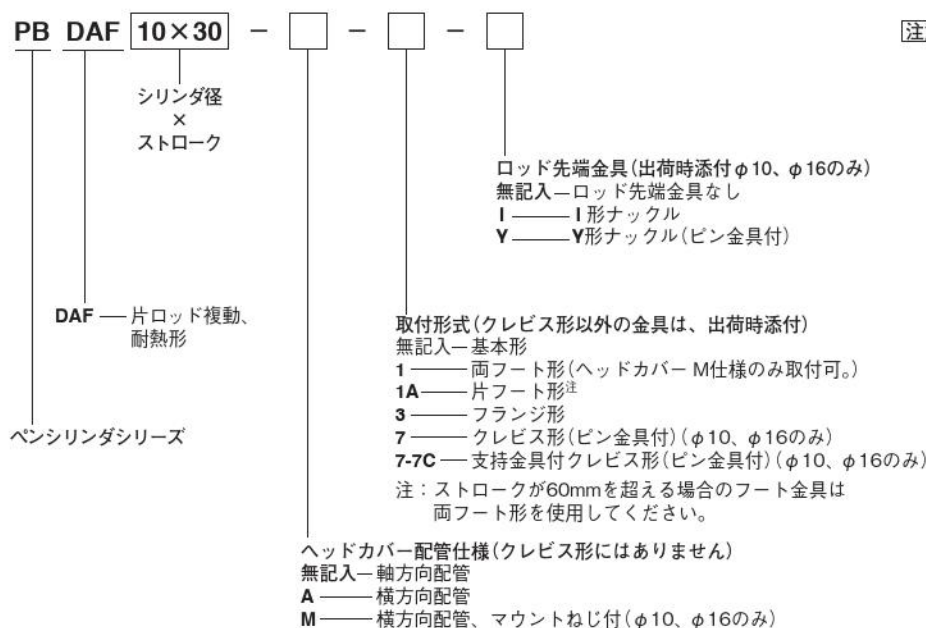 PB DAF 10×30 − □ − □ − □
注
シリンダ径
×
ストローク
ロッド先端金具(出荷時添付φ10、φ16のみ)
無記入─ロッド先端金具なし
I ─── I形ナックル
Y ─── Y形ナックル(ピン金具付)
DAF ── 片ロッド複動、
耐熱形
取付形式(クレビス形以外の金具は、出荷時添付)
無記入─基本形
1 ─── 両フート形(ヘッドカバー M仕様のみ取付可。)
1A ── 片フート形注
3 ─── フランジ形
7 ─── クレビス形(ピン金具付)(φ10、φ16のみ)
7-7C ── 支持金具付クレビス形(ピン金具付)(φ10、φ16のみ)
ペンシリンダシリーズ
注:ストロークが60mmを超える場合のフート金具は
両フート形を使用してください。
ヘッドカバー配管仕様(クレビス形にはありません)
無記入─軸方向配管
A ─── 横方向配管
M ─── 横方向配管、マウントねじ付(φ10、φ16のみ)